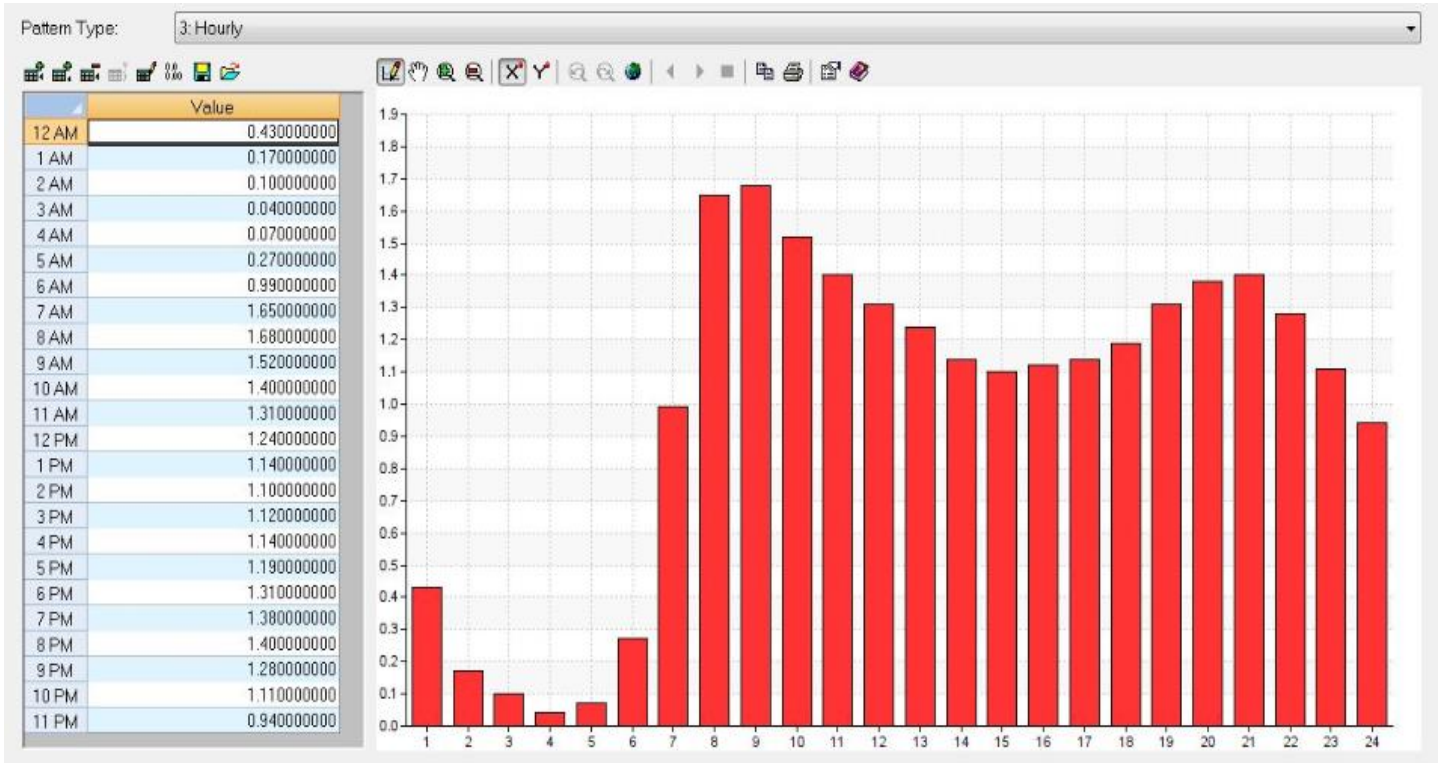 Pattern Type: 3: Hourly
Value
12 AM 0.430000000
1 AM 0.170000000
2 AM 0.100000000
3 AM 0.040000000
4 AM 0.070000000
5 AM 0.270000000
6 AM 0.990000000
7 AM 1.650000000
8 AM 1.680000000
9 AM 1.520000000
10 AM 1.400000000
11 AM 1.310000000
12 PM 1.240000000
1 PM 1.140000000
2 PM 1.100000000
3 PM 1.120000000
4 PM 1.140000000
5 PM 1.190000000
6 PM 1.310000000
7 PM 1.380000000
8 PM 1.400000000
9 PM 1.280000000
10 PM 1.110000000
11 PM 0.940000000
1.9
1.8
1.7
1.6
1.5
1.4
1.3
1.2
1.1
1.0
0.9
0.8
0.7
0.6
0.5
0.4
0.3
0.2
0.1
0.0
1 2 3 4 5 6 7 8 9 10 11 12 13 14 15 16 17 18 19 20 21 22 23 24